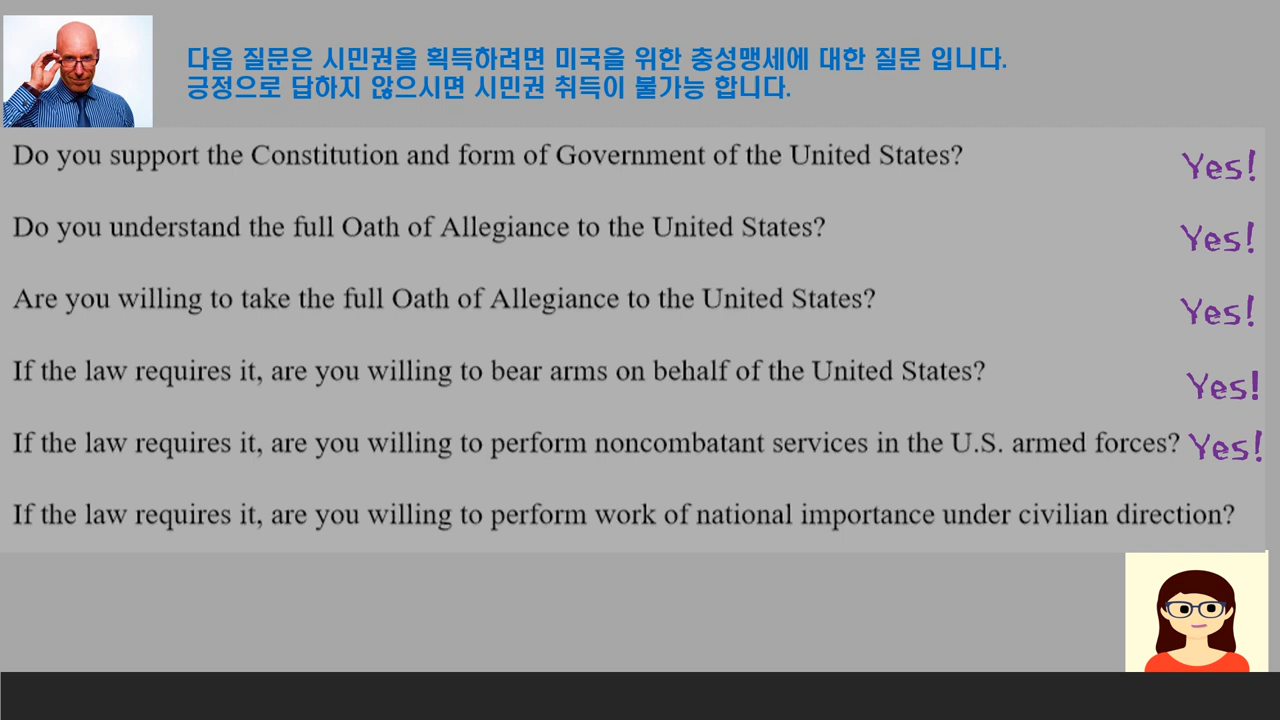 다음 질문은 시민권을 획득하려면 미국을 위한 충성맹세에 대한 질문 입니다.
긍정으로 답하지 않으시면 시민권 취득이 불가능 합니다.
Do you support the Constitution and form of Government of the United States? Yes!
Do you understand the full Oath of Allegiance to the United States? Yes!
Are you willing to take the full Oath of Allegiance to the United States? Yes!
If the law requires it, are you willing to bear arms on behalf of the United States? Yes!
If the law requires it, are you willing to perform noncombatant services in the U.S. armed forces? Yes!
If the law requires it, are you willing to perform work of national importance under civilian direction?